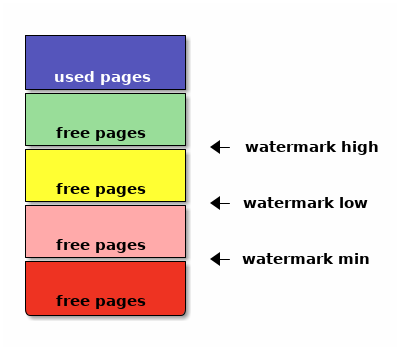 used pages
free pages
watermark high
free pages
watermark low
free pages
watermark min
free pages